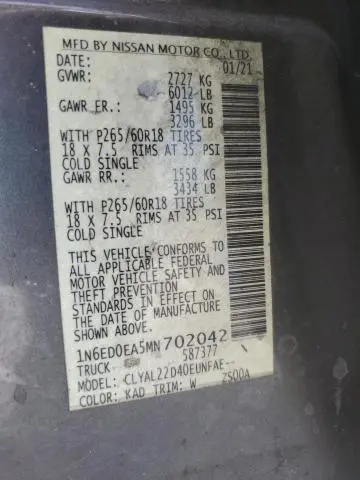 MFD BY NISSAN MOTOR CO., LTD.
DATE: 01/21
GVWR: 2727 KG
6012 LB
GAWR FR.: 1495 KG
3296 LB
WITH P265/60R18 TIRES
18 X 7.5 RIMS AT 35 PSI
COLD SINGLE
GAWR RR.: 1558 KG
3434 LB
WITH P265/60R18 TIRES
18 X 7.5 RIMS AT 35 PSI
COLD SINGLE
THIS VEHICLE CONFORMS TO
ALL APPLICABLE FEDERAL
MOTOR VEHICLE SAFETY AND
THEFT PREVENTION
STANDARDS IN EFFECT ON
THE DATE OF MANUFACTURE
SHOWN ABOVE.
1N6ED0EA5MN702042
TRUCK 587377
MODEL: CLYAL22D40EUNFAE--
COLOR: KAD TRIM: W ZS00A